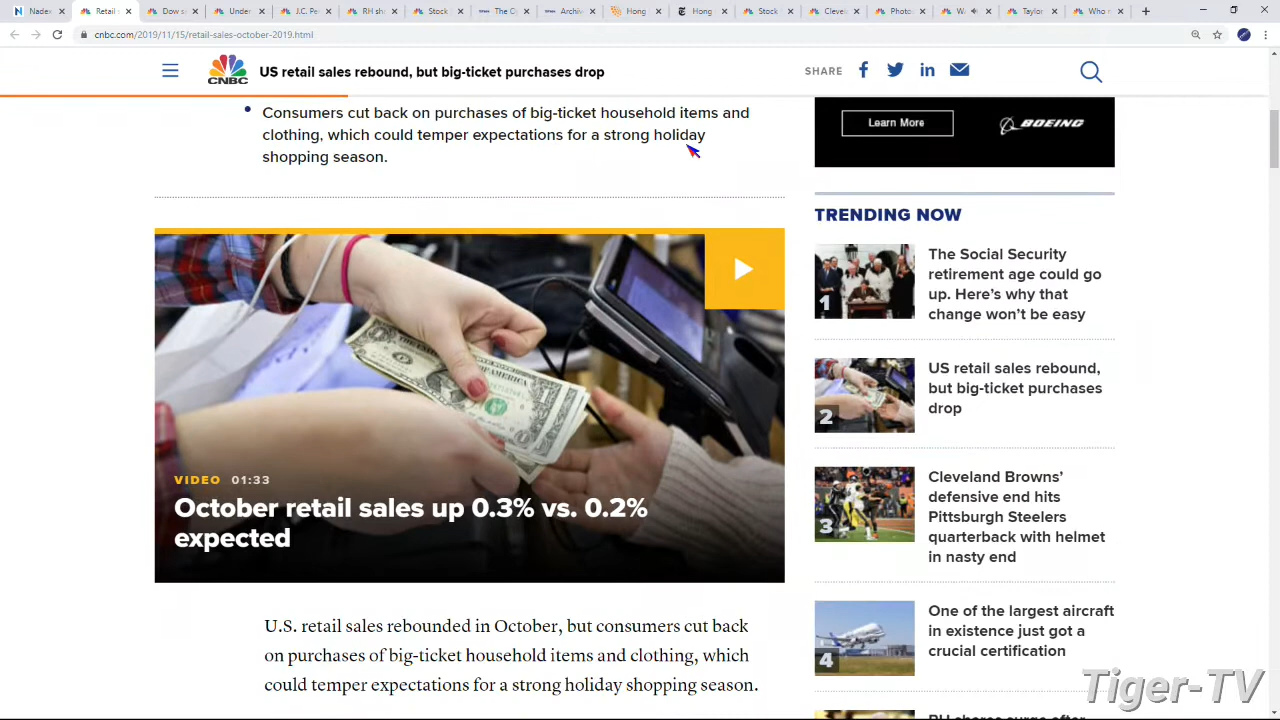 Nadex
Retail s
Dow s
Under
J.C. Pe
RH sh
Stock
The C
Archiv
Hong
Hong
Stock
Clevel
Photo
W
Taylor
Who
cnbc.com/2019/11/15/retail-sales-october-2019.html
CNBC
US retail sales rebound, but big-ticket purchases drop
SHARE
Consumers cut back on purchases of big-ticket household items and
clothing, which could temper expectations for a strong holiday
shopping season.
Learn More
BOEING
TRENDING NOW
1
The Social Security
retirement age could go
up. Here’s why that
change won’t be easy
2
US retail sales rebound,
but big-ticket purchases
drop
3
Cleveland Browns’
defensive end hits
Pittsburgh Steelers
quarterback with helmet
in nasty end
4
One of the largest aircraft
in existence just got a
crucial certification
VIDEO 01:33
October retail sales up 0.3% vs. 0.2%
expected
U.S. retail sales rebounded in October, but consumers cut back
on purchases of big-ticket household items and clothing, which
could temper expectations for a strong holiday shopping season.
Tiger-TV